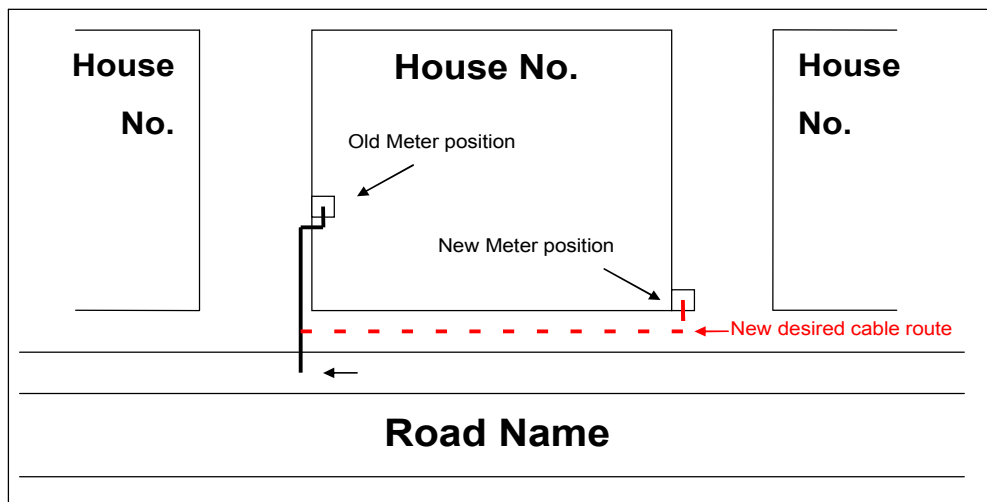 House
No.
House No.
House
No.
Old Meter position
New Meter position
New desired cable route
Road Name